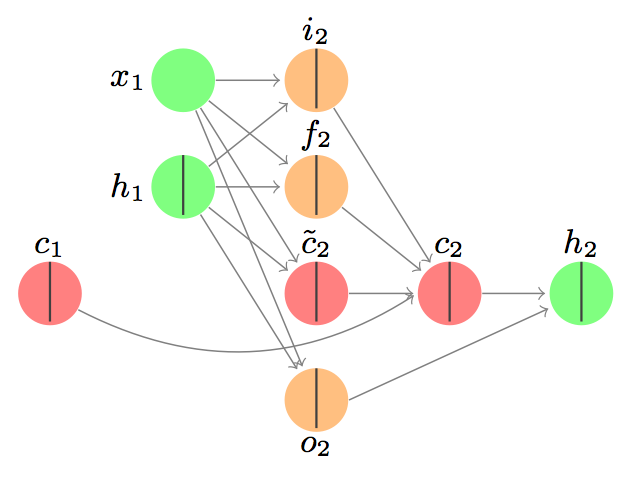 i₂
x₁
f₂
h₁
c₁
c̃₂
c₂
h₂
o₂